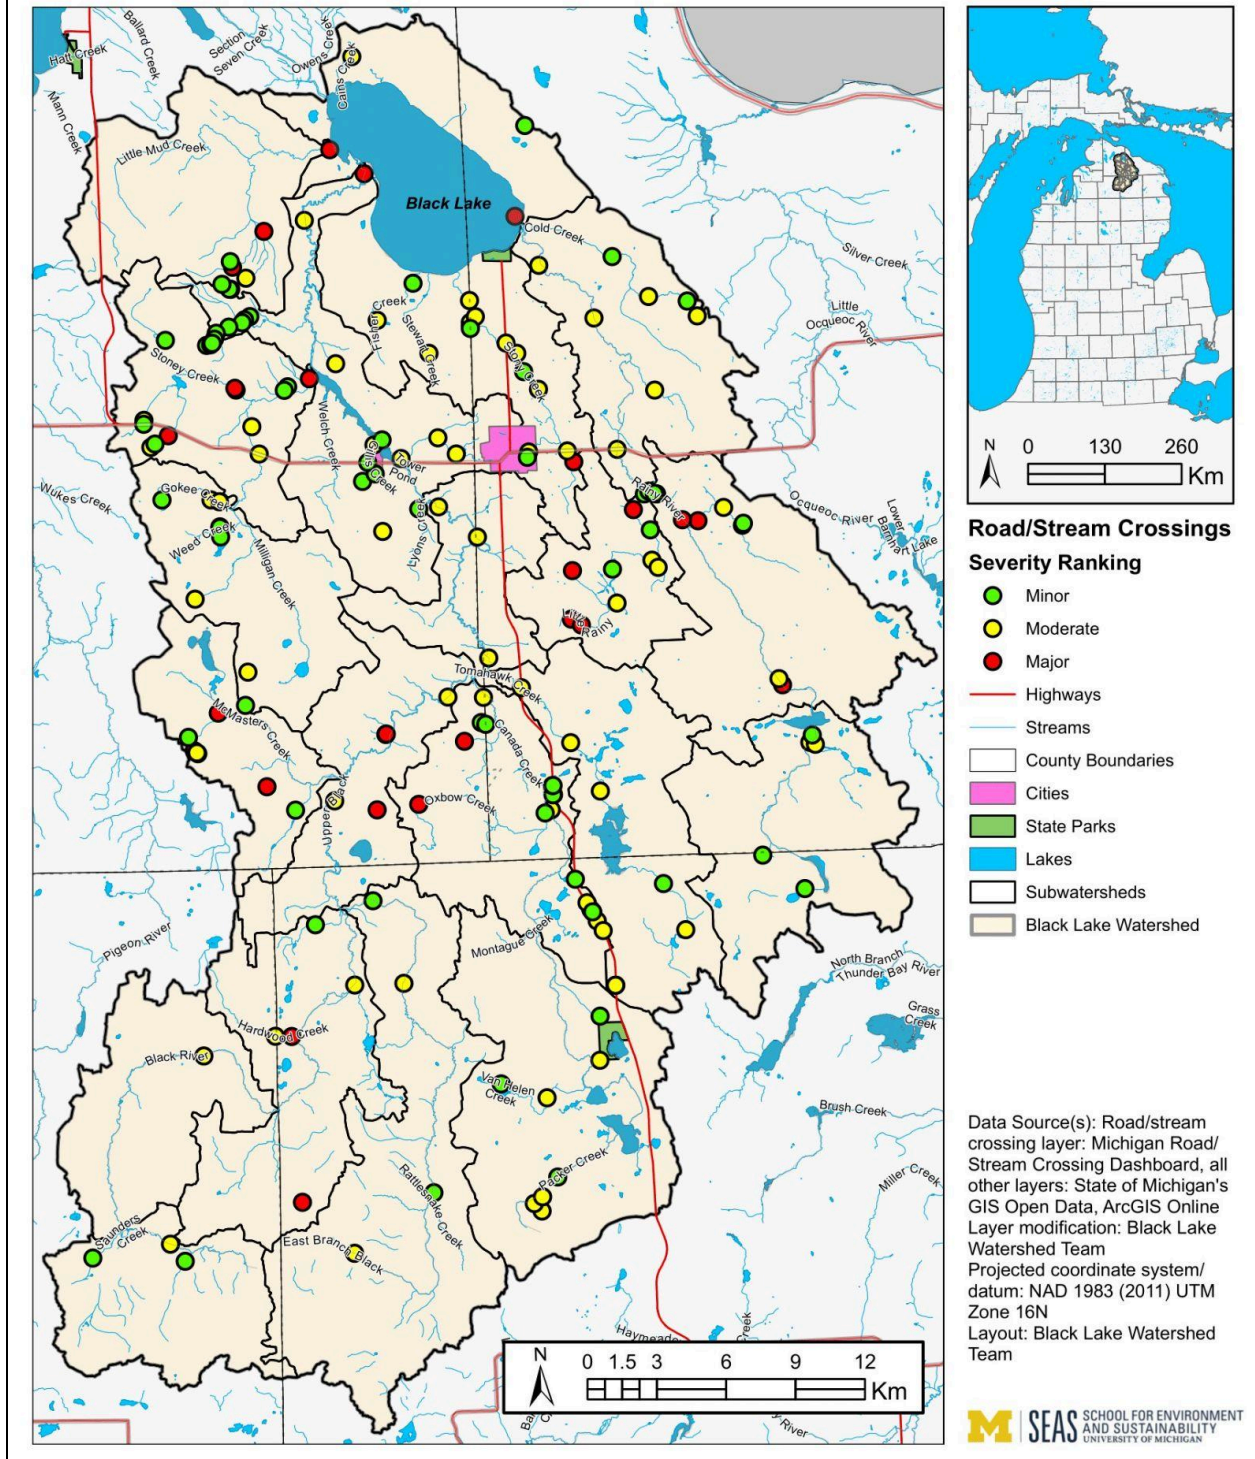 Hatt Creek
Ballard Creek
Section
Seven Creek
Owens Creek
Cains Creek
Mann Creek
Little Mud Creek
Black Lake
Cold Creek
Silver Creek
Little
Ocqueoc
River
Fisher Creek
Stewart Creek
Stony Creek
Stoney Creek
Welch Creek
Gillis Creek
Tower
Pond
Rainy River
Ocqueoc River
Lower
Barnhart Lake
Wukes Creek
Gokee Creek
Weed Creek
Milligan Creek
Lyons Creek
Little
Rainy
Tomahawk Creek
McMasters Creek
Canada Creek
Upper Black
Oxbow Creek
Pigeon River
Montague Creek
North Branch
Thunder Bay River
Grass
Creek
Hardwood Creek
Black River
Van Helen
Creek
Brush Creek
Packer Creek
Miller Creek
Rattlesnake Creek
Saunders
Creek
East Branch Black
Creek
N
0 1.5 3 6 9 12
Km
N
0 130 260
Km
Road/Stream Crossings
Severity Ranking
Minor
Moderate
Major
Highways
Streams
County Boundaries
Cities
State Parks
Lakes
Subwatersheds
Black Lake Watershed
Data Source(s): Road/stream
crossing layer: Michigan Road/
Stream Crossing Dashboard, all
other layers: State of Michigan's
GIS Open Data, ArcGIS Online
Layer modification: Black Lake
Watershed Team
Projected coordinate system/
datum: NAD 1983 (2011) UTM
Zone 16N
Layout: Black Lake Watershed
Team
M SEAS SCHOOL FOR ENVIRONMENT
AND SUSTAINABILITY
UNIVERSITY OF MICHIGAN